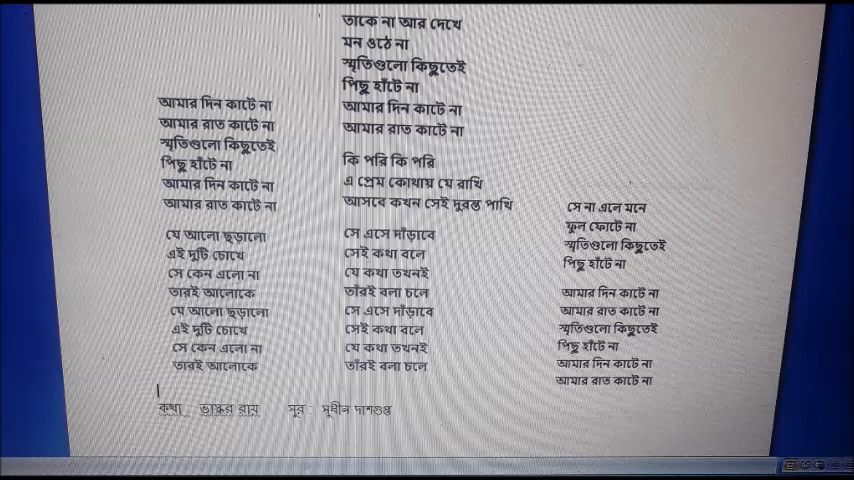 আমার দিন কাটে না
আমার রাত কাটে না
স্মৃতিগুলো কিছুতেই
পিছু হাঁটে না
আমার দিন কাটে না
আমার রাত কাটে না
যে আলো ছড়ালো
এই দুটি চোখে
সে কেন এলো না
তারই আলোকে
যে আলো ছড়ালো
এই দুটি চোখে
সে কেন এলো না
তারই আলোকে
তাকে না আর দেখে
মন ওঠে না
স্মৃতিগুলো কিছুতেই
পিছু হাঁটে না
আমার দিন কাটে না
আমার রাত কাটে না
কি পরি কি পরি
এ প্রেম কোথায় যে রাখি
আসবে কখন সেই দুরন্ত পাখি
সে এসে দাঁড়াবে
সেই কথা বলে
যে কথা তখনই
তাঁরই বলা চলে
সে এসে দাঁড়াবে
সেই কথা বলে
যে কথা তখনই
তাঁরই বলা চলে
সে না এলে মনে
ফুল ফোটে না
স্মৃতিগুলো কিছুতেই
পিছু হাঁটে না
আমার দিন কাটে না
আমার রাত কাটে না
স্মৃতিগুলো কিছুতেই
পিছু হাঁটে না
আমার দিন কাটে না
আমার রাত কাটে না
কথা : ভাস্কর রায় সুর : সুধীন দাশগুপ্ত